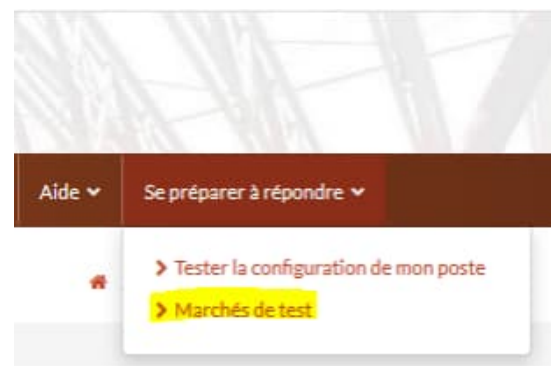 Aide
Se préparer à répondre
Tester la configuration de mon poste
Marchés de test